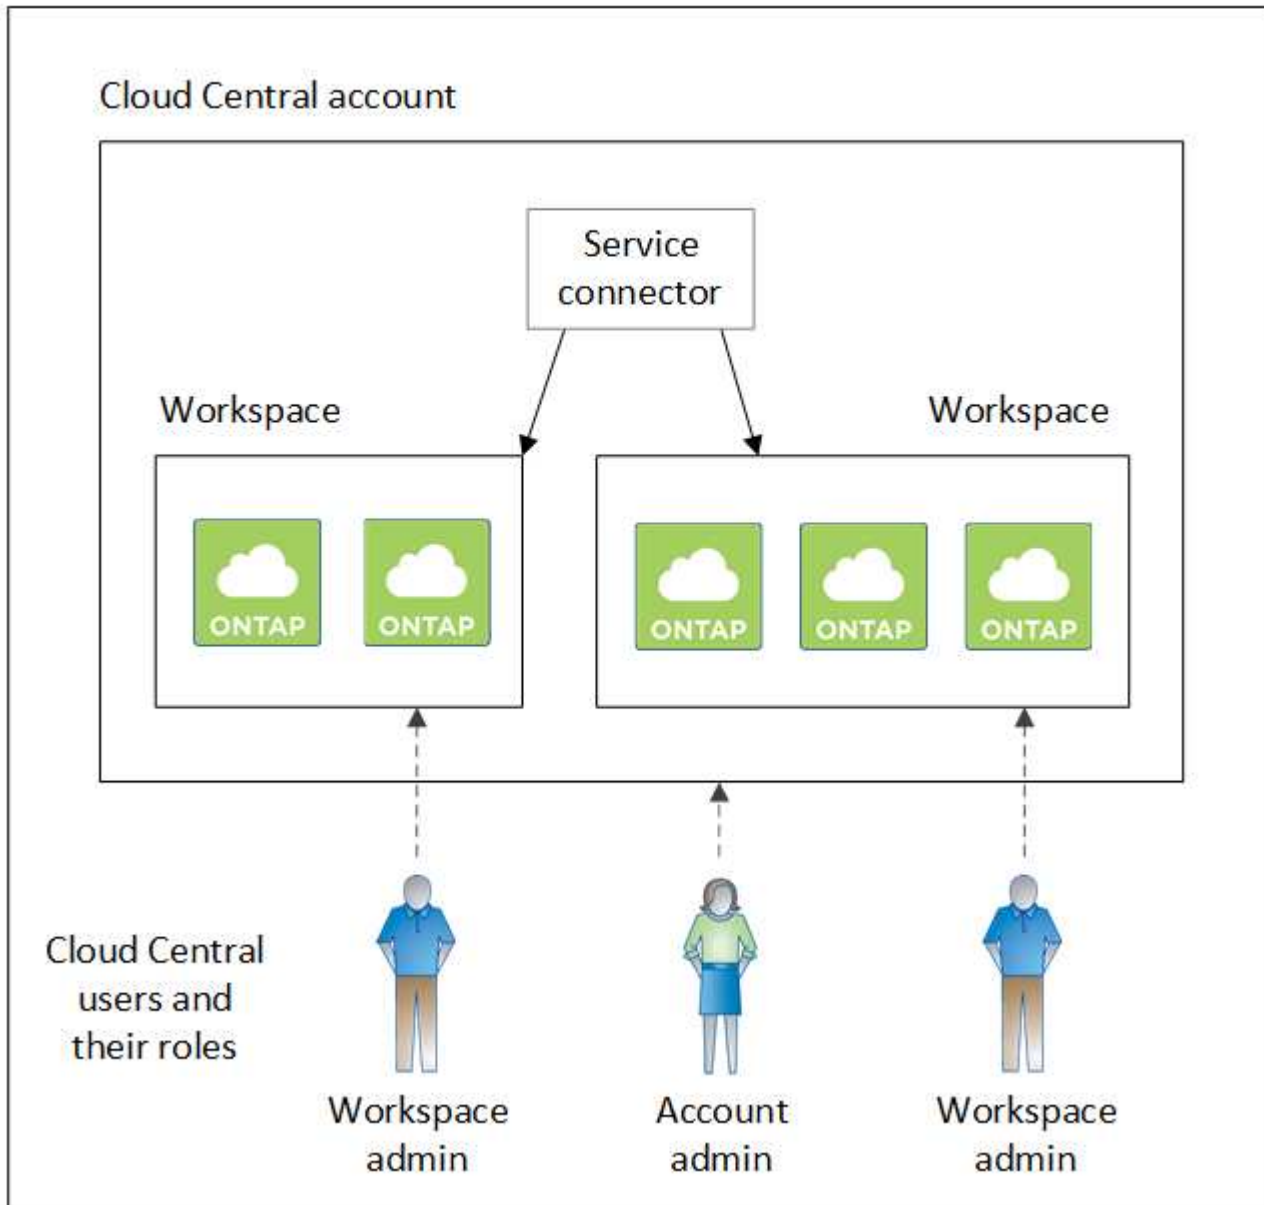 Cloud Central account
Service
connector
Workspace
Workspace
ONTAP
ONTAP
ONTAP
ONTAP
ONTAP
Cloud Central
users and
their roles
Workspace
admin
Account
admin
Workspace
admin